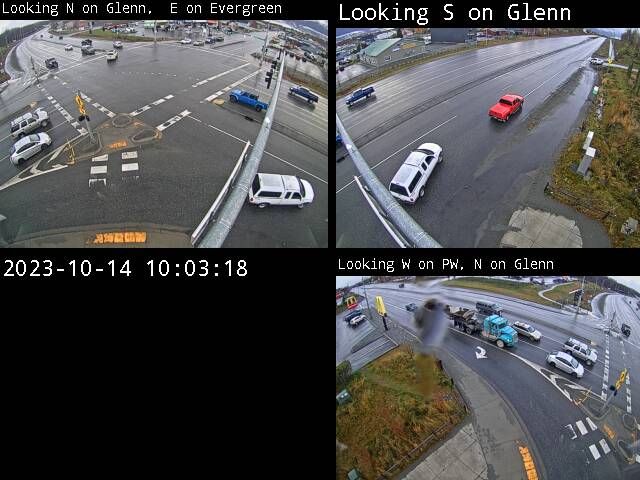 Looking N on Glenn,  E on Evergreen
Looking S on Glenn
2023-10-14 10:03:18
Looking W on PW, N on Glenn